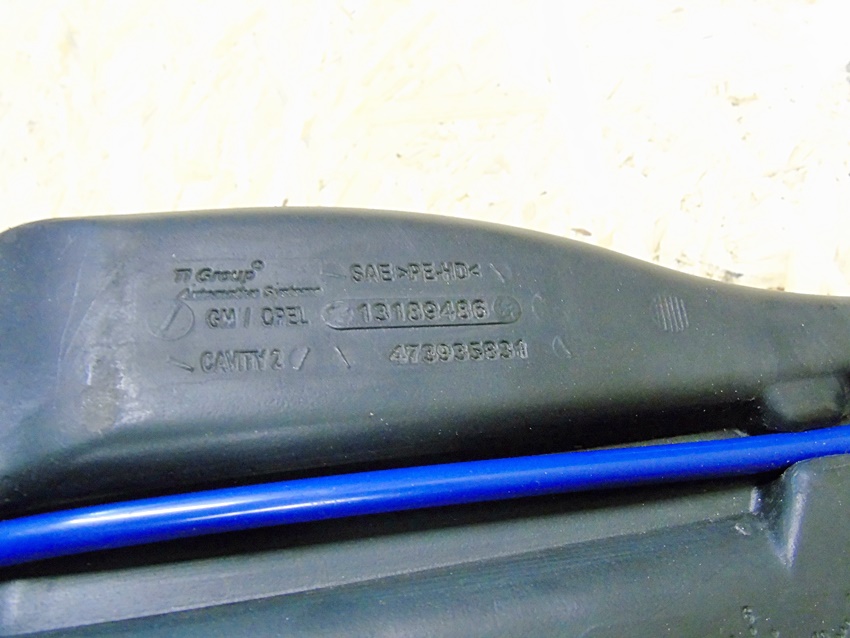 TI Group®
Automotive Systems
SAE >PE-HD<
GM / OPEL 13189486
CAVITY 2 473935831